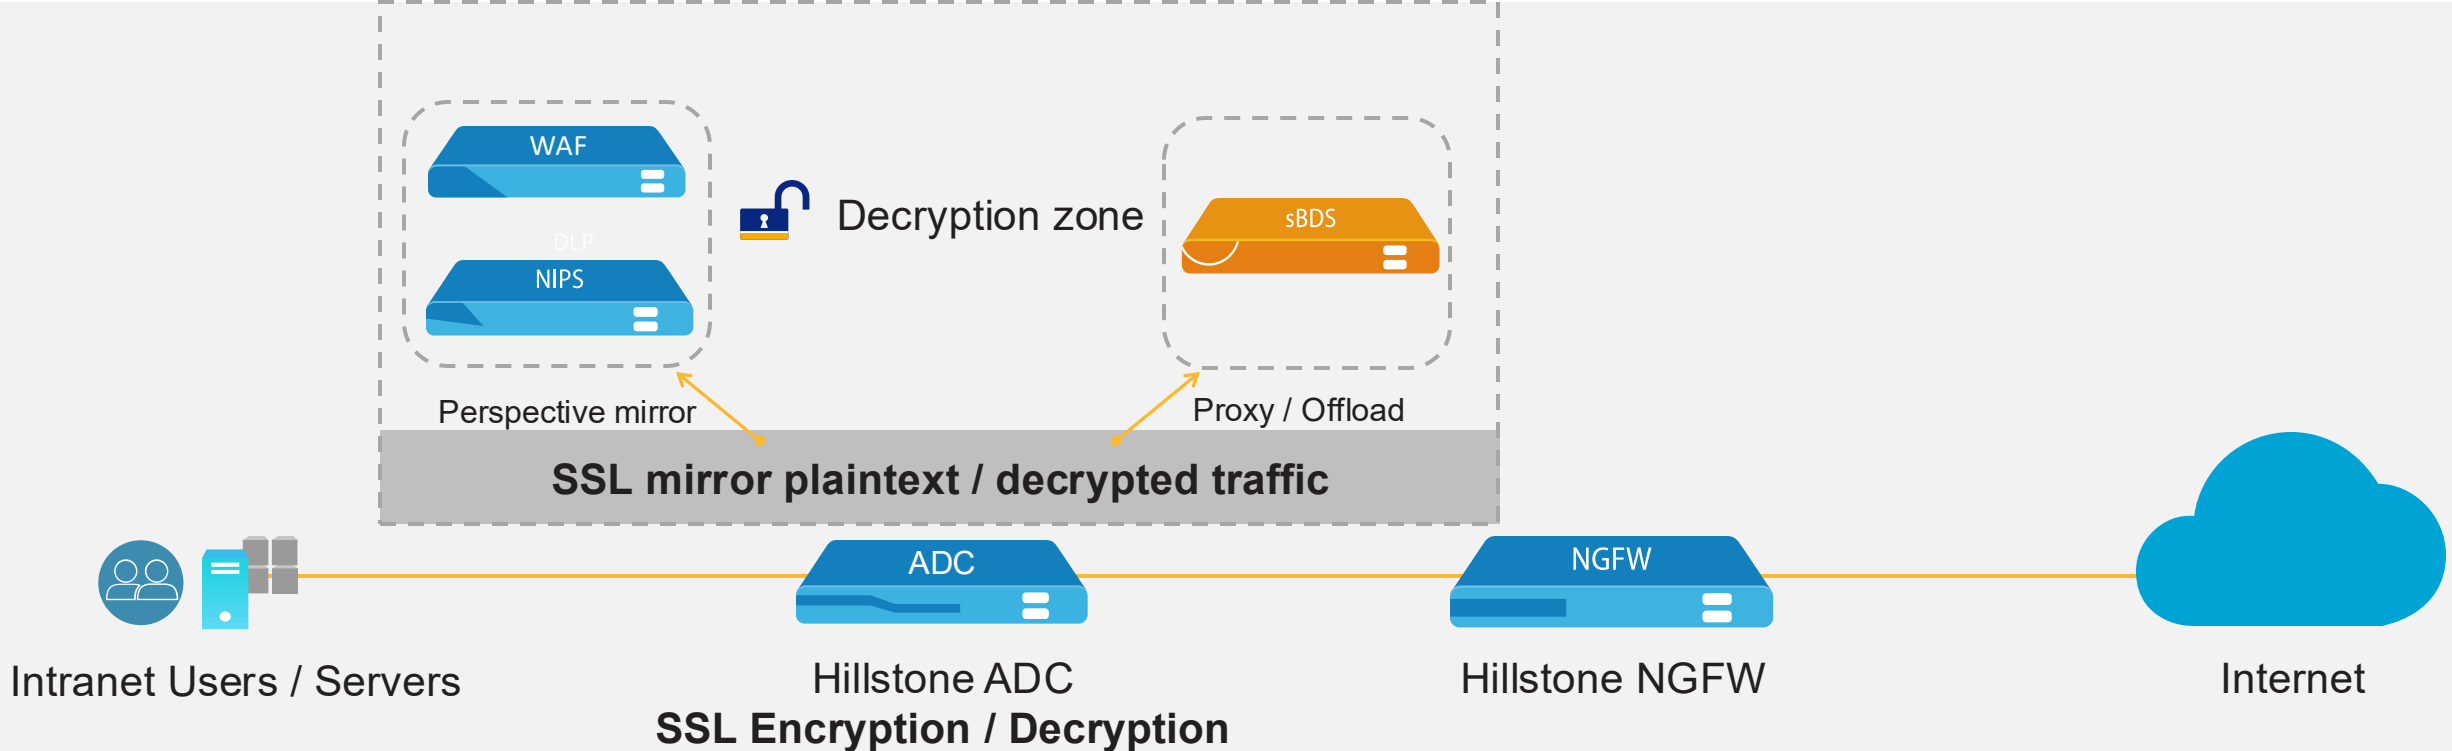 WAF
DLP
NIPS
Decryption zone
sBDS
Perspective mirror
Proxy / Offload
SSL mirror plaintext / decrypted traffic
ADC
NGFW
Intranet Users / Servers
Hillstone ADC
SSL Encryption / Decryption
Hillstone NGFW
Internet